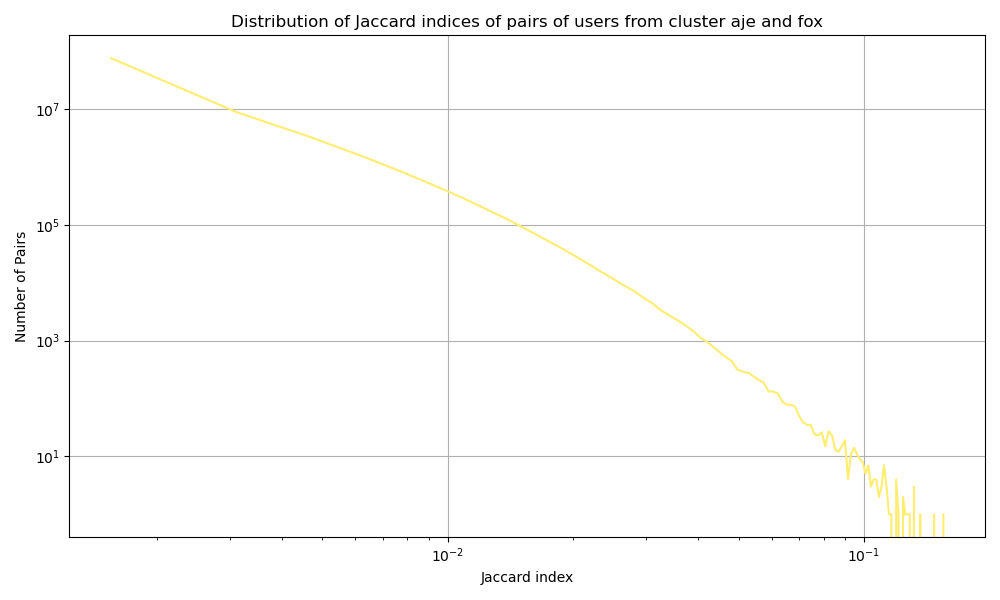 Distribution of Jaccard indices of pairs of users from cluster aje and fox
Number of Pairs
10^7
10^5
10^3
10^1
10^-2
10^-1
Jaccard index